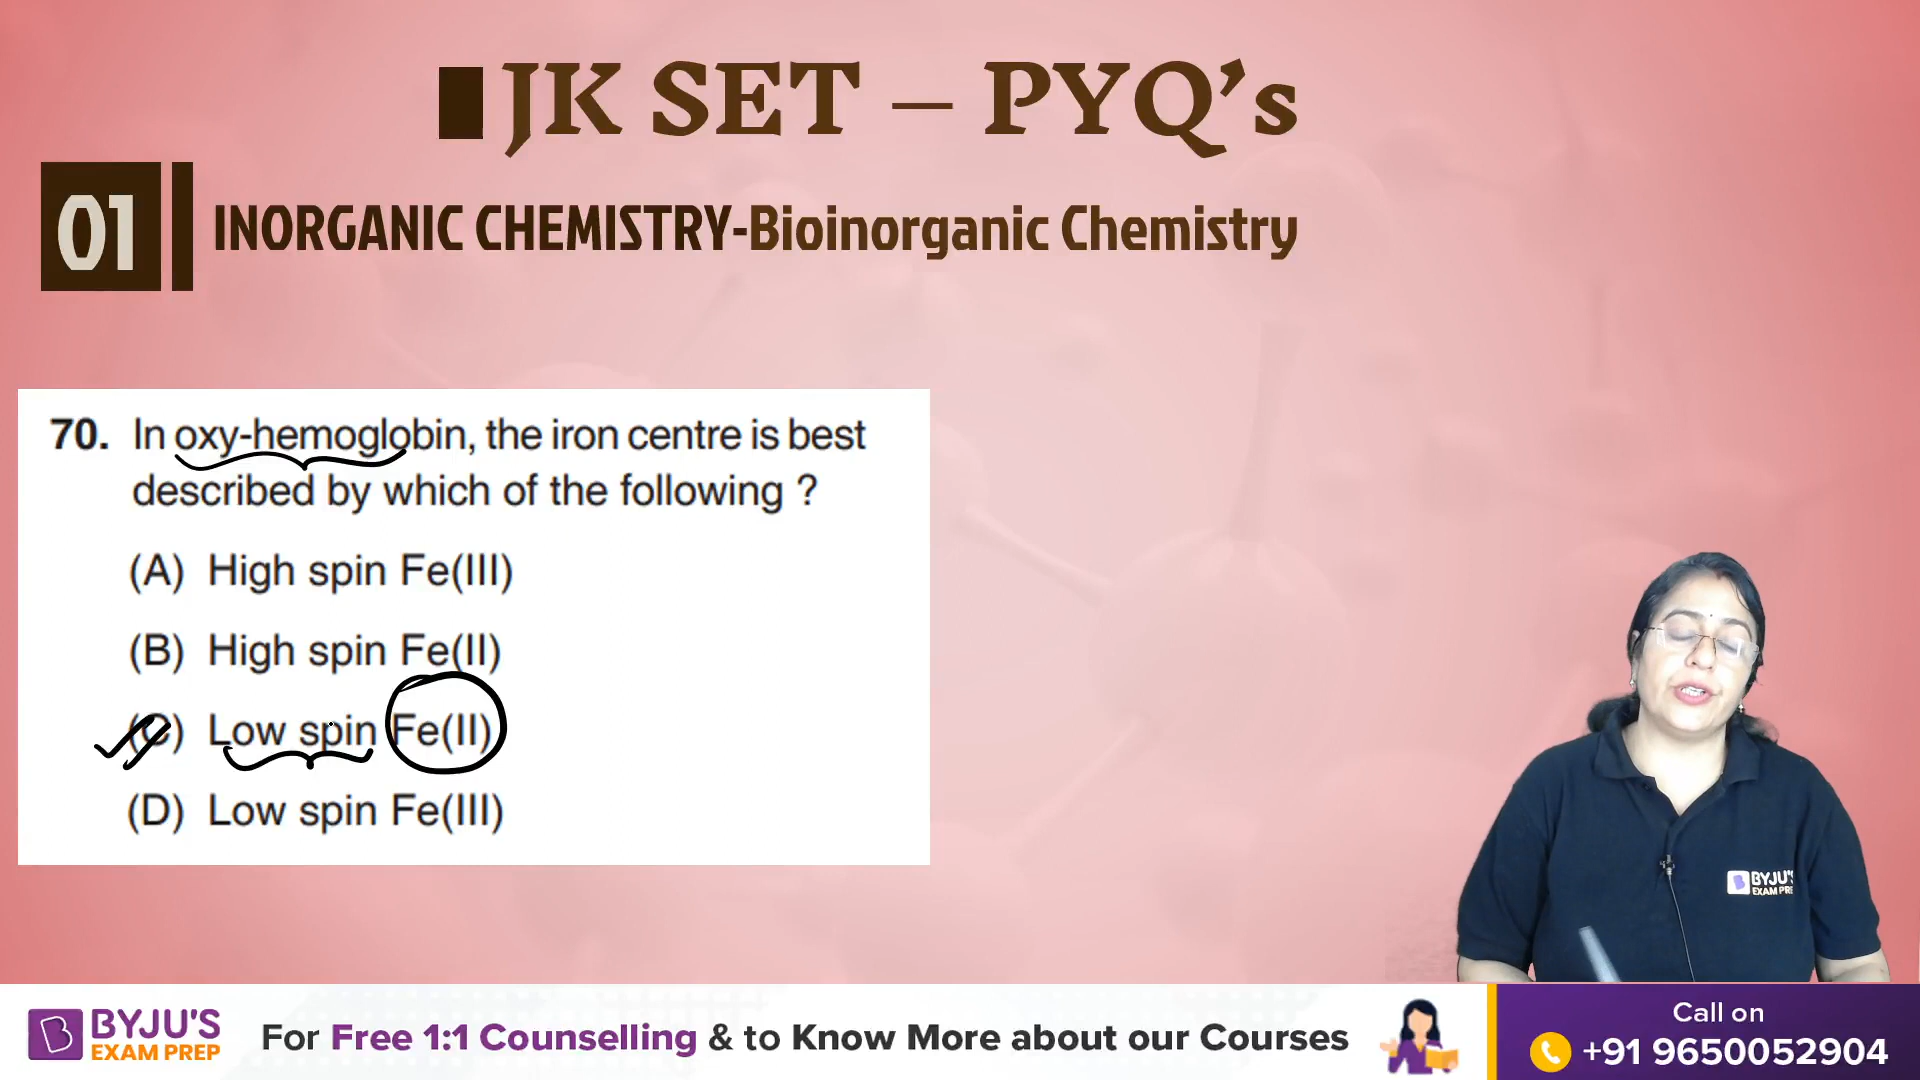 JK SET – PYQ's
01
INORGANIC CHEMISTRY-Bioinorganic Chemistry
70. In oxy-hemoglobin, the iron centre is best
described by which of the following ?
(A) High spin Fe(III)
(B) High spin Fe(II)
(C) Low spin Fe(II)
(D) Low spin Fe(III)
BYJU'S
EXAM PREP
BYJU'S
EXAM PREP
For Free 1:1 Counselling & to Know More about our Courses
Call on
+91 9650052904